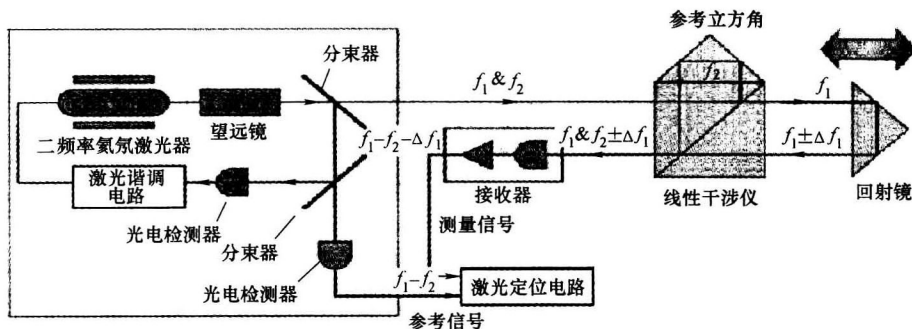 参考立方角
分束器
f₁&f₂
f₂
f₁
望远镜
二频率氦氖激光器
f₁-f₂-Δf₁
f₁&f₂±Δf₁
f₁±Δf₁
激光谐调
电路
接收器
线性干涉仪
回射镜
光电检测器
分束器
测量信号
光电检测器
f₁-f₂
激光定位电路
参考信号